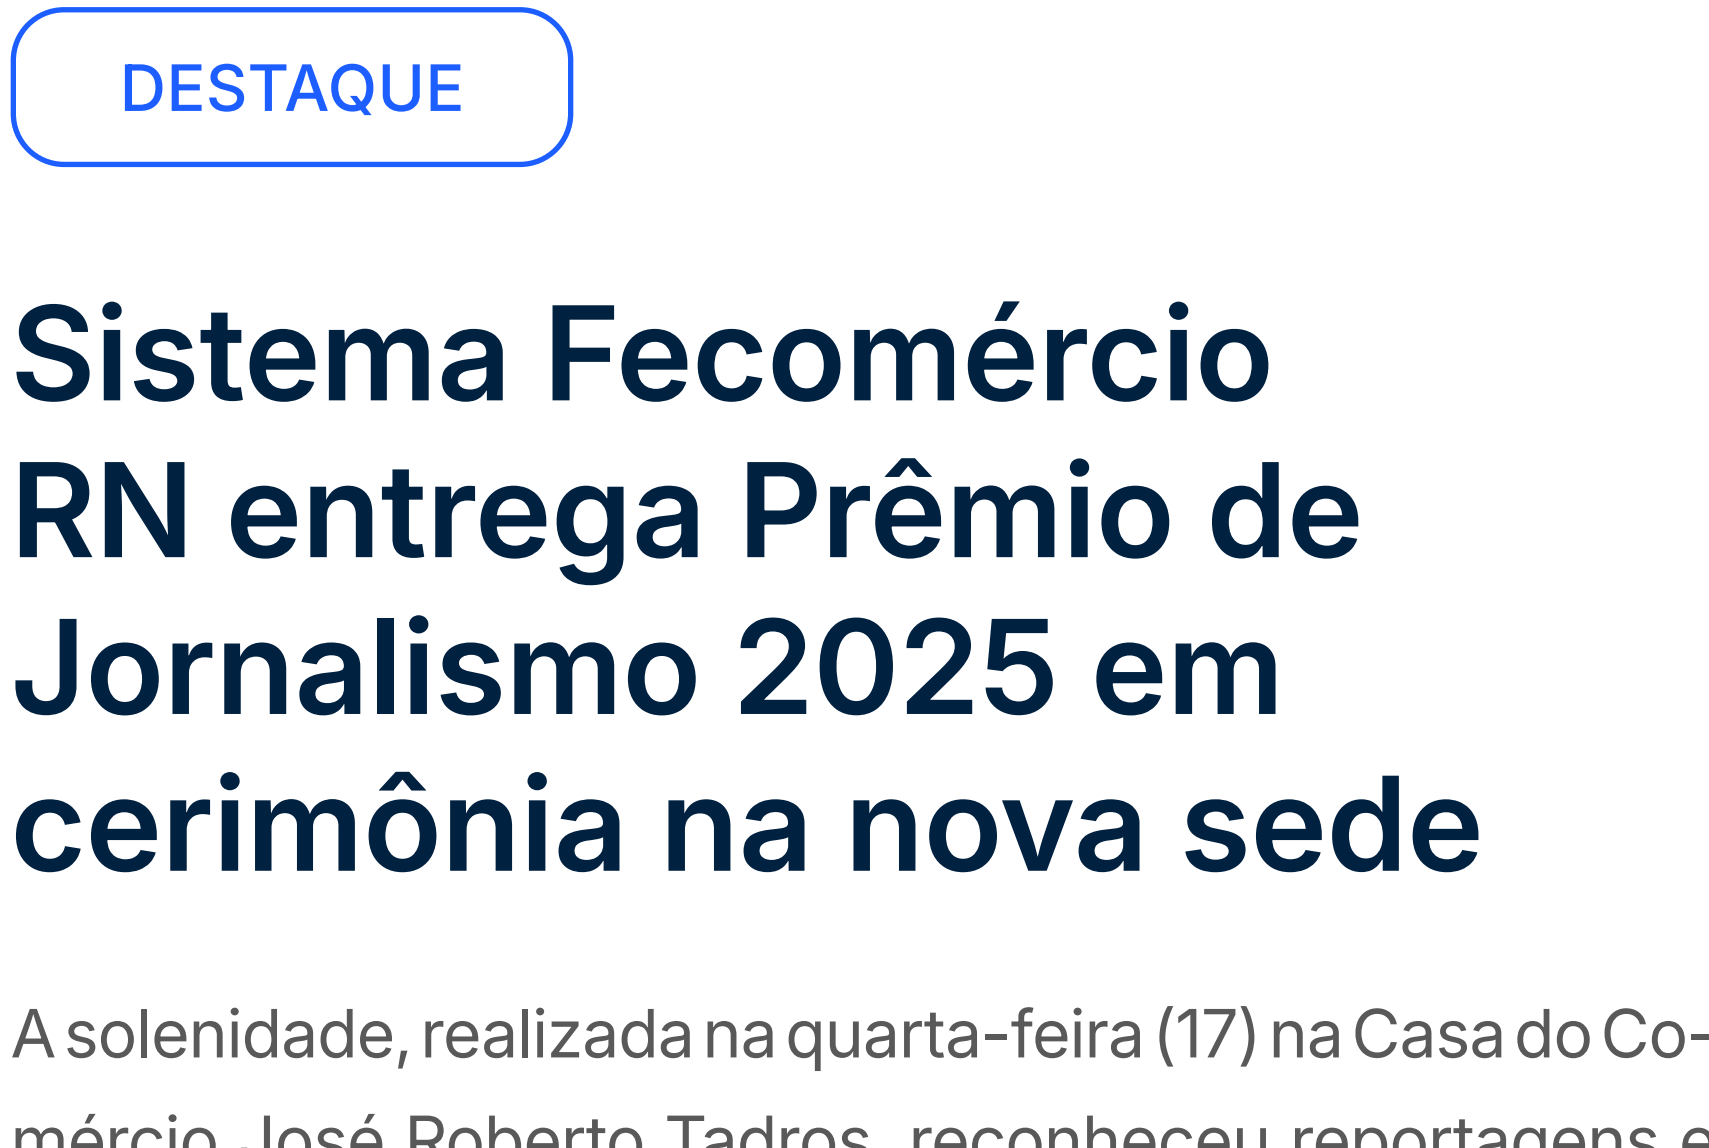 DESTAQUE
Sistema Fecomércio
RN entrega Prêmio de
Jornalismo 2025 em
cerimônia na nova sede
A solenidade, realizada na quarta-feira (17) na Casa do Co-
mércio José Roberto Tadros, reconheceu reportagens e